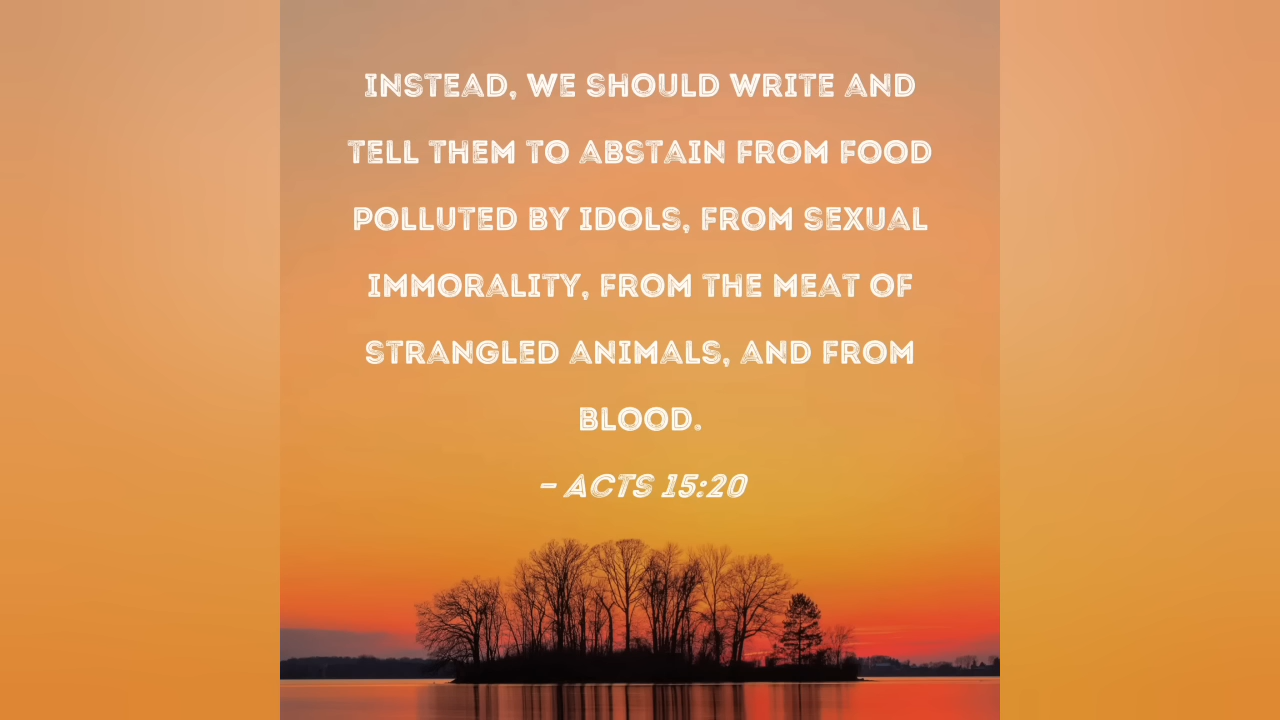 INSTEAD, WE SHOULD WRITE AND
TELL THEM TO ABSTAIN FROM FOOD
POLLUTED BY IDOLS, FROM SEXUAL
IMMORALITY, FROM THE MEAT OF
STRANGLED ANIMALS, AND FROM
BLOOD.
– ACTS 15:20